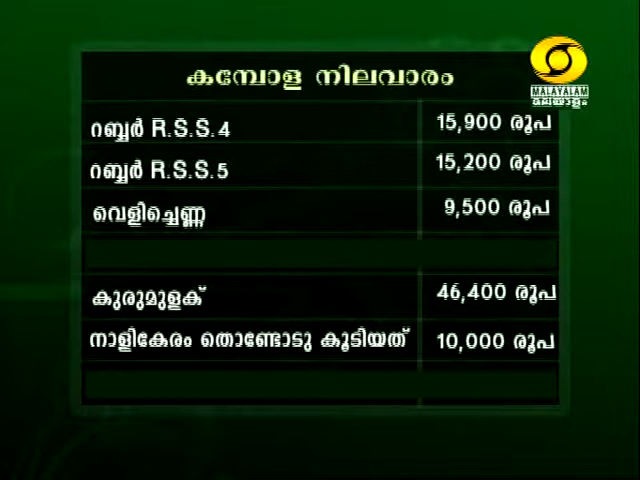 കമ്പോള നിലവാരം
MALAYALAM
മലയാളം
റബ്ബർ R.S.S.4 15,900 രൂപ
റബ്ബർ R.S.S.5 15,200 രൂപ
വെളിച്ചെണ്ണ 9,500 രൂപ
കുരുമുളക് 46,400 രൂപ
നാളികേരം തൊണ്ടോടു കൂടിയത് 10,000 രൂപ